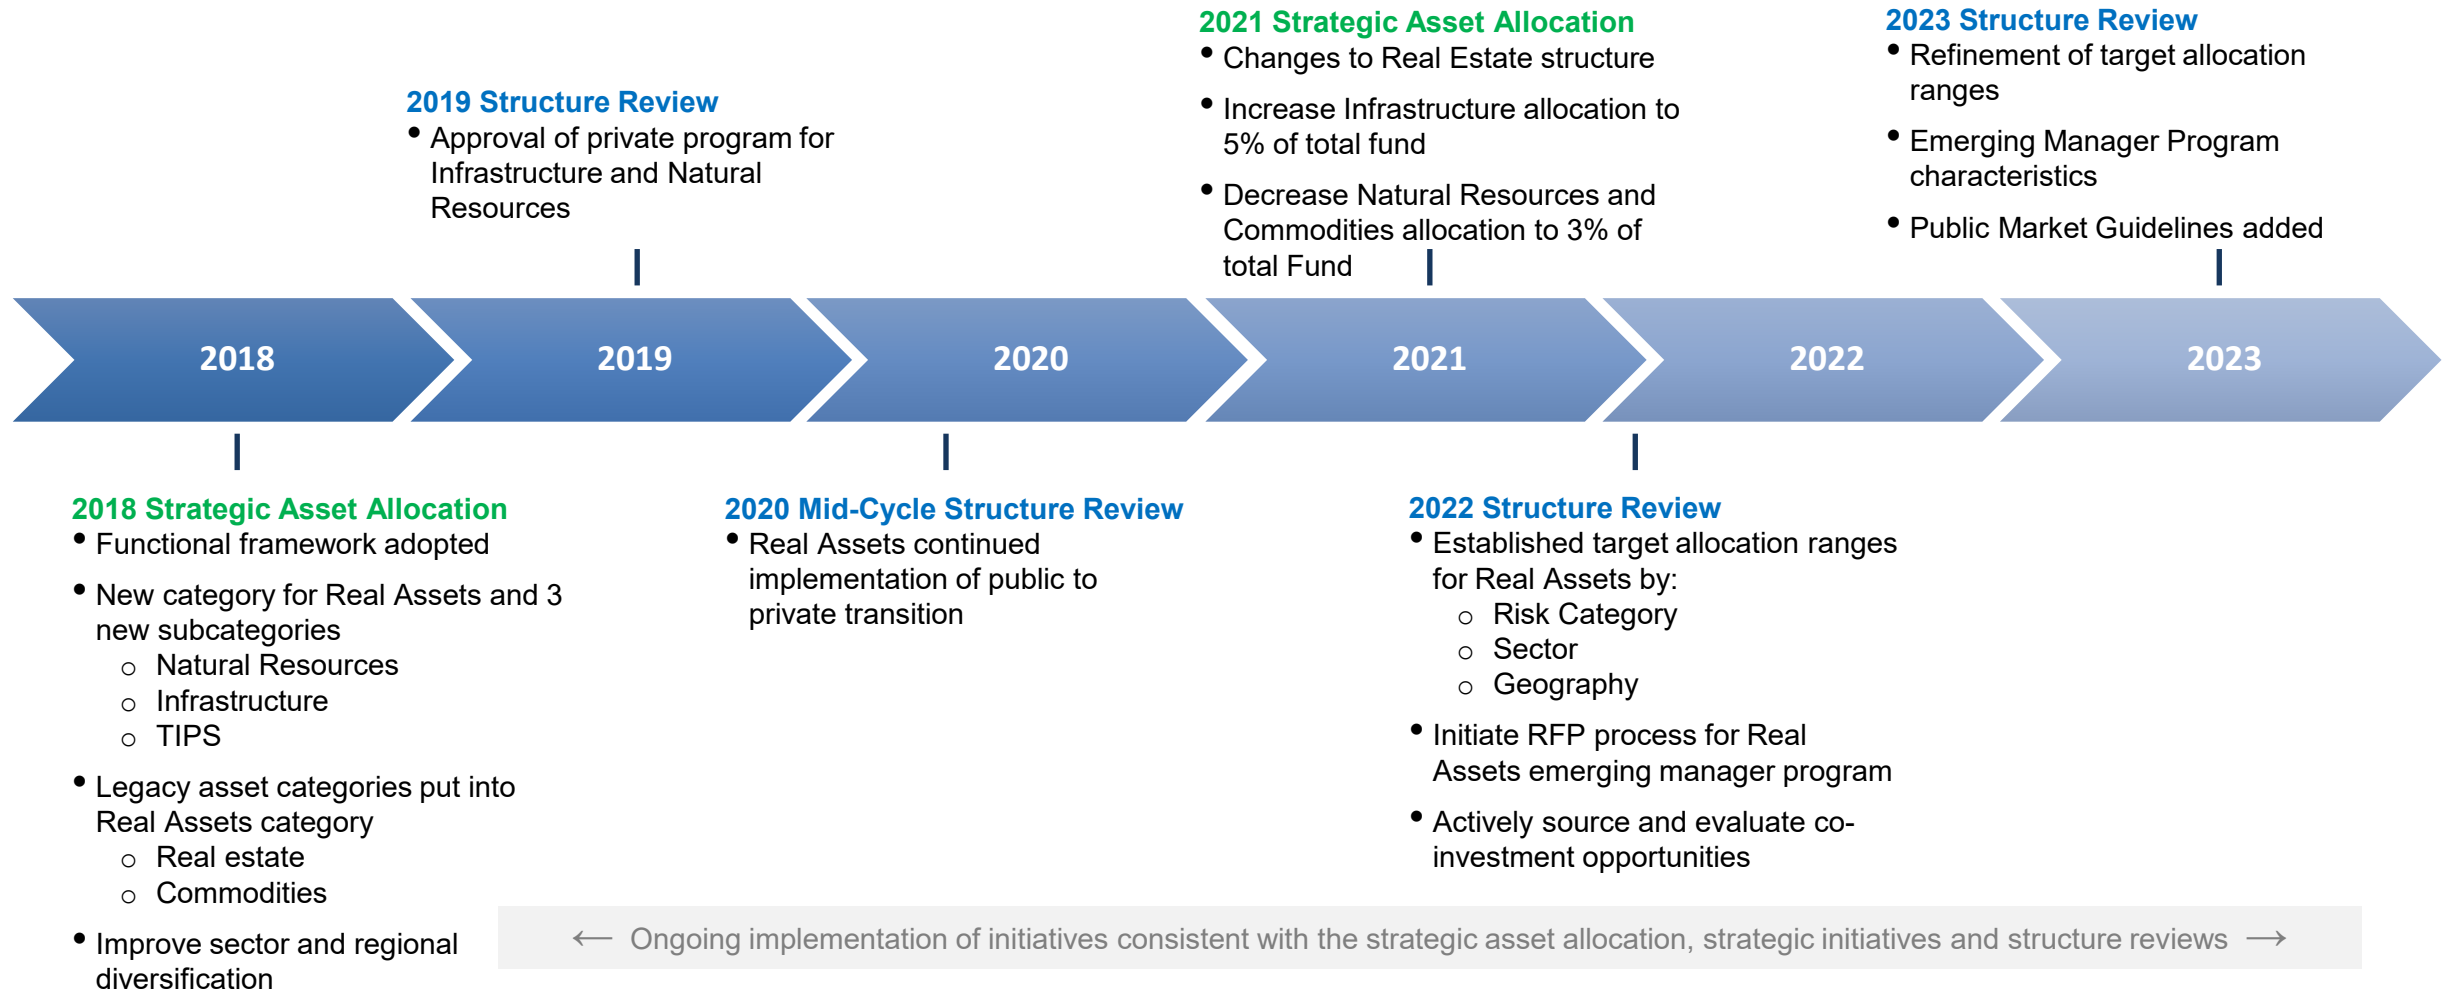 2021 Strategic Asset Allocation
• Changes to Real Estate structure
• Increase Infrastructure allocation to
5% of total fund
• Decrease Natural Resources and
Commodities allocation to 3% of
total Fund
2023 Structure Review
• Refinement of target allocation
ranges
• Emerging Manager Program
characteristics
• Public Market Guidelines added
2019 Structure Review
• Approval of private program for
Infrastructure and Natural
Resources
2018
2019
2020
2021
2022
2023
2018 Strategic Asset Allocation
• Functional framework adopted
• New category for Real Assets and 3
new subcategories
o Natural Resources
o Infrastructure
o TIPS
• Legacy asset categories put into
Real Assets category
o Real estate
o Commodities
• Improve sector and regional
diversification
2020 Mid-Cycle Structure Review
• Real Assets continued
implementation of public to
private transition
2022 Structure Review
• Established target allocation ranges
for Real Assets by:
o Risk Category
o Sector
o Geography
• Initiate RFP process for Real
Assets emerging manager program
• Actively source and evaluate co-
investment opportunities
← Ongoing implementation of initiatives consistent with the strategic asset allocation, strategic initiatives and structure reviews →